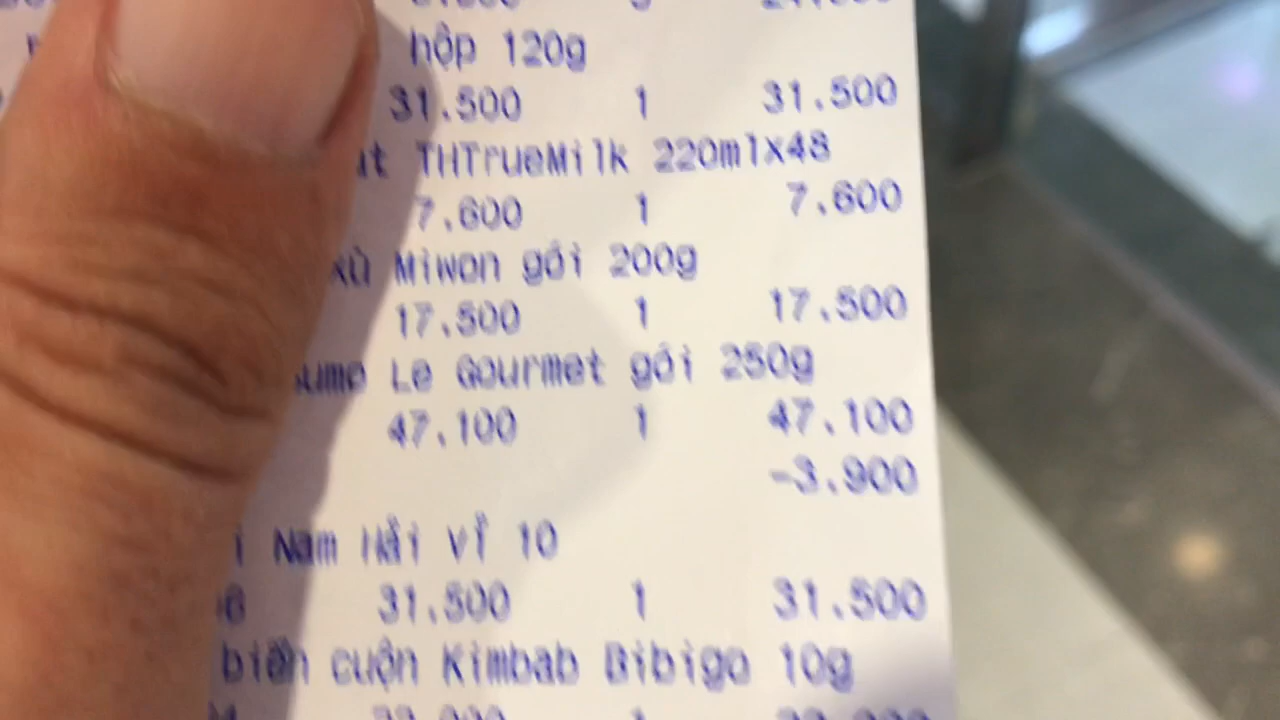 hộp 120g
31.500 1 31.500
THTrueMilk 220mlx48
7.600 1 7.600
xù Miwon gói 200g
17.500 1 17.500
Le Gourmet gói 250g
47.100 1 47.100
-3.900
Nam Hải Vỉ 10
31.500 1 31.500
biển cuộn Kimbab Bibigo 10g